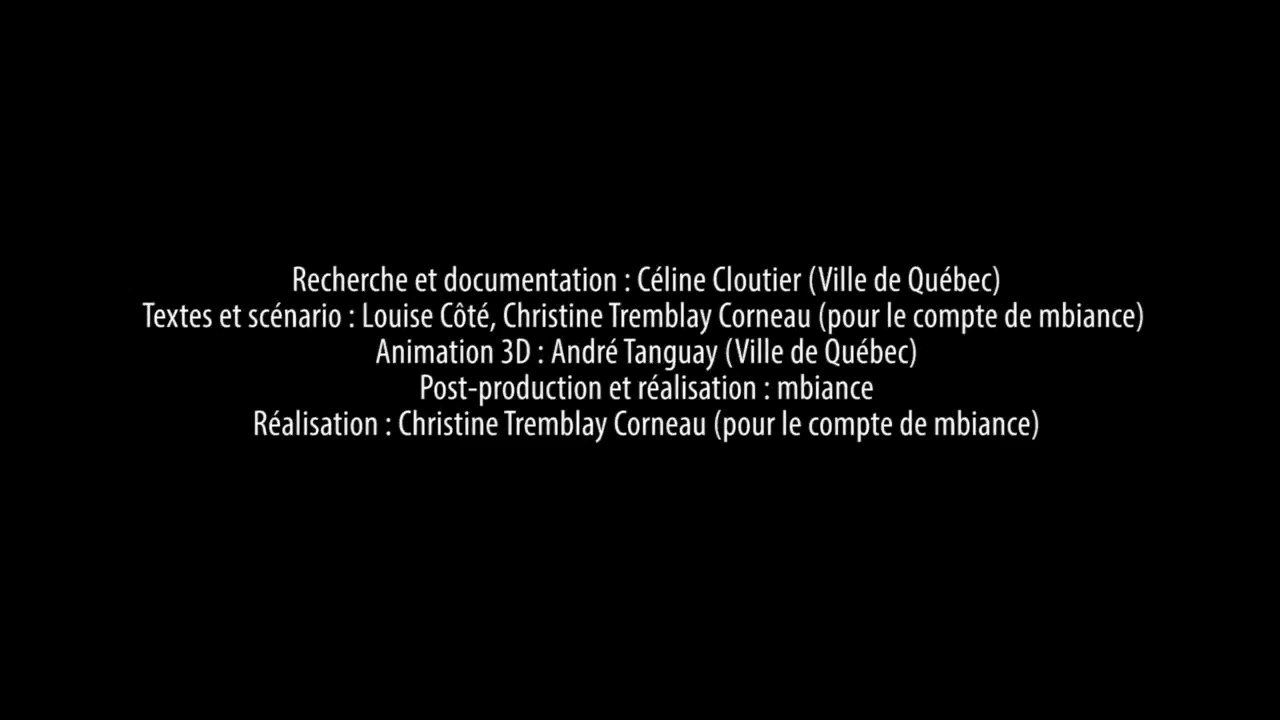 Recherche et documentation : Céline Cloutier (Ville de Québec)
Textes et scénario : Louise Côté, Christine Tremblay Corneau (pour le compte de mbiance)
Animation 3D : André Tanguay (Ville de Québec)
Post-production et réalisation : mbiance
Réalisation : Christine Tremblay Corneau (pour le compte de mbiance)